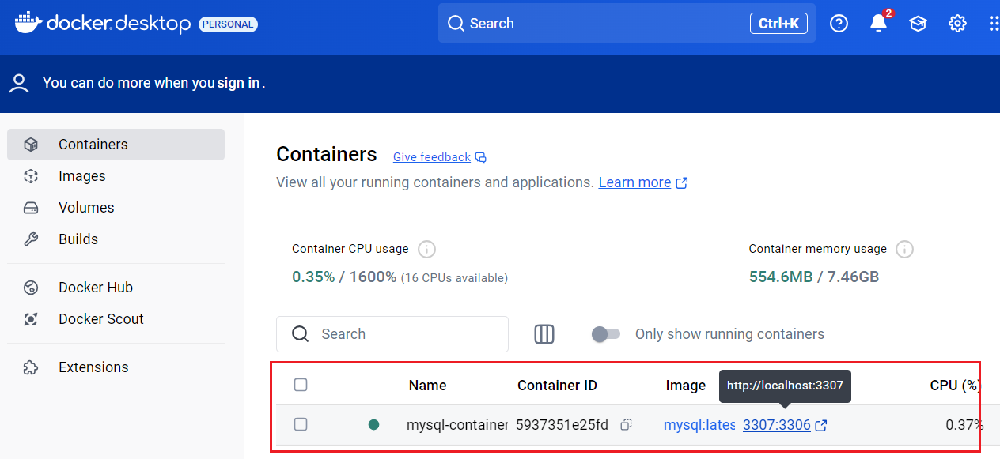 docker.desktop PERSONAL
Search Ctrl+K
2
You can do more when you sign in.
Containers
Images
Volumes
Builds
Docker Hub
Docker Scout
Extensions
Containers Give feedback
View all your running containers and applications. Learn more
Container CPU usage
0.35% / 1600% (16 CPUs available)
Container memory usage
554.6MB / 7.46GB
Search
Only show running containers
Name Container ID Image http://localhost:3307 CPU (%)
mysql-container 5937351e25fd mysql:lates 3307:3306 0.37%